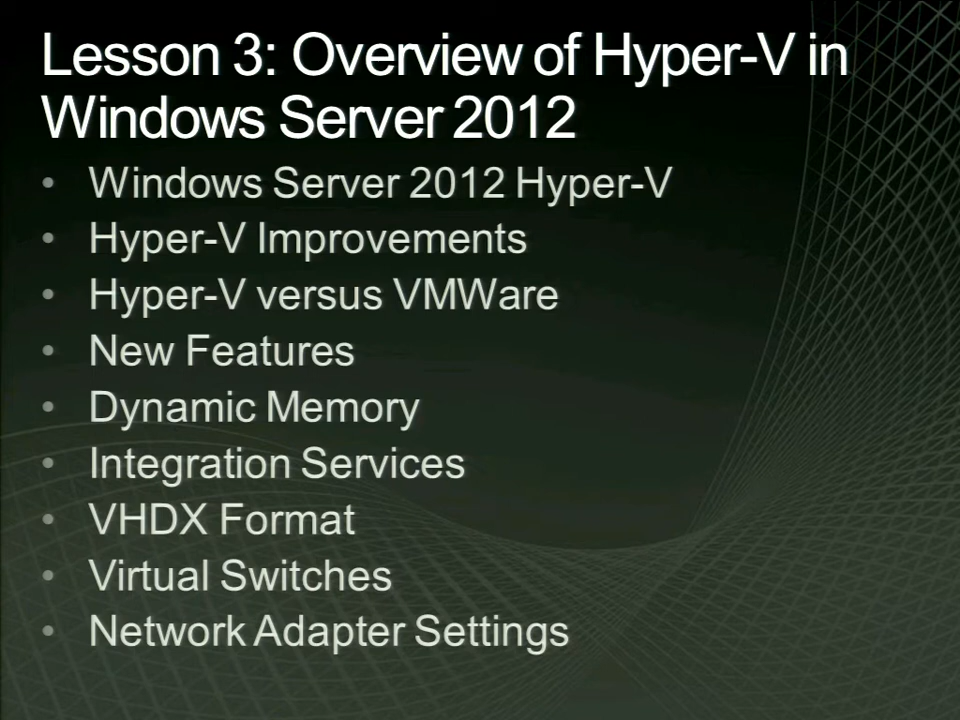 Lesson 3: Overview of Hyper-V in
Windows Server 2012
• Windows Server 2012 Hyper-V
• Hyper-V Improvements
• Hyper-V versus VMWare
• New Features
• Dynamic Memory
• Integration Services
• VHDX Format
• Virtual Switches
• Network Adapter Settings